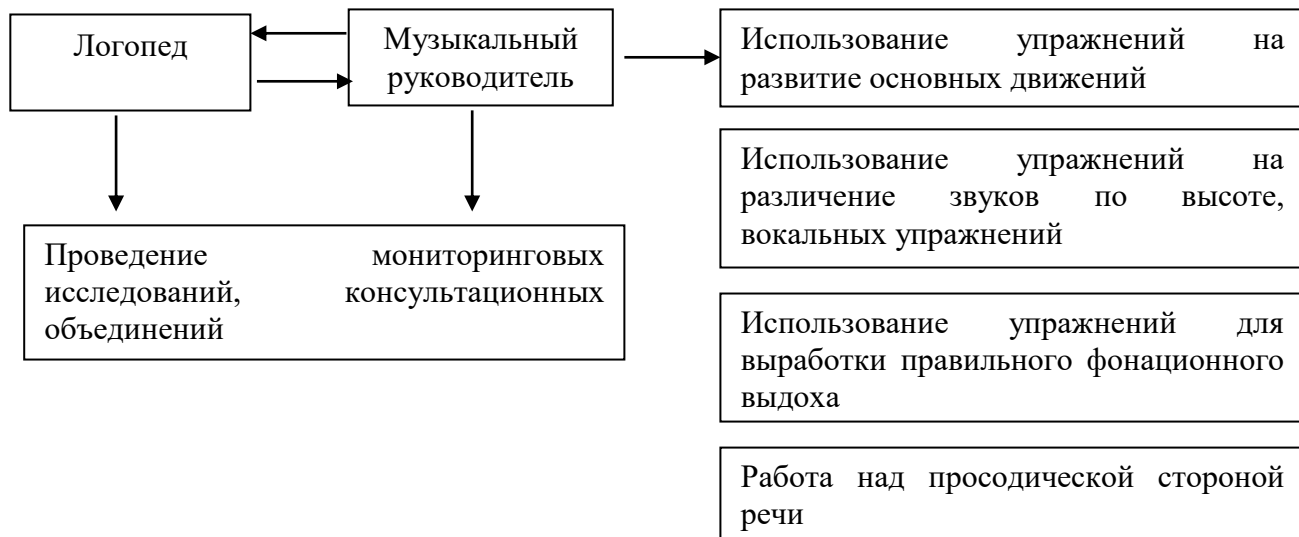 Логопед
Музыкальный
руководитель
Использование упражнений на
развитие основных движений
Использование упражнений на
различение звуков по высоте,
вокальных упражнений
Проведение мониторинговых
исследований, консультационных
объединений
Использование упражнений для
выработки правильного фонационного
выдоха
Работа над просодической стороной
речи